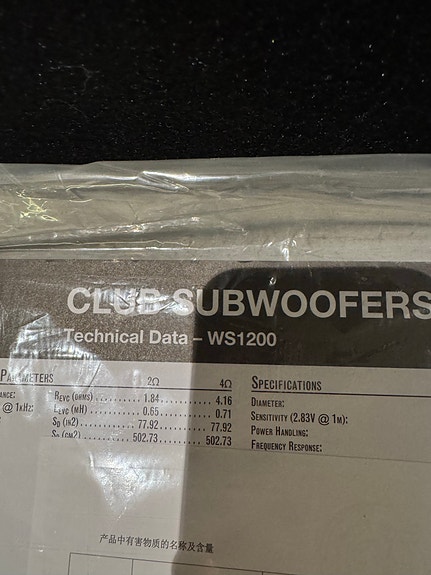 CLUB SUBWOOFERS
Technical Data – WS1200
PARAMETERS 2Ω 4Ω SPECIFICATIONS
REVC (OHMS) 1.84 4.16 DIAMETER:
@ 1KHZ: LEVC (MH) 0.65 0.71 SENSITIVITY (2.83V @ 1M):
SD (IN2) 77.92 77.92 POWER HANDLING:
SD (CM2) 502.73 502.73 FREQUENCY RESPONSE:
产品中有害物质的名称及含量